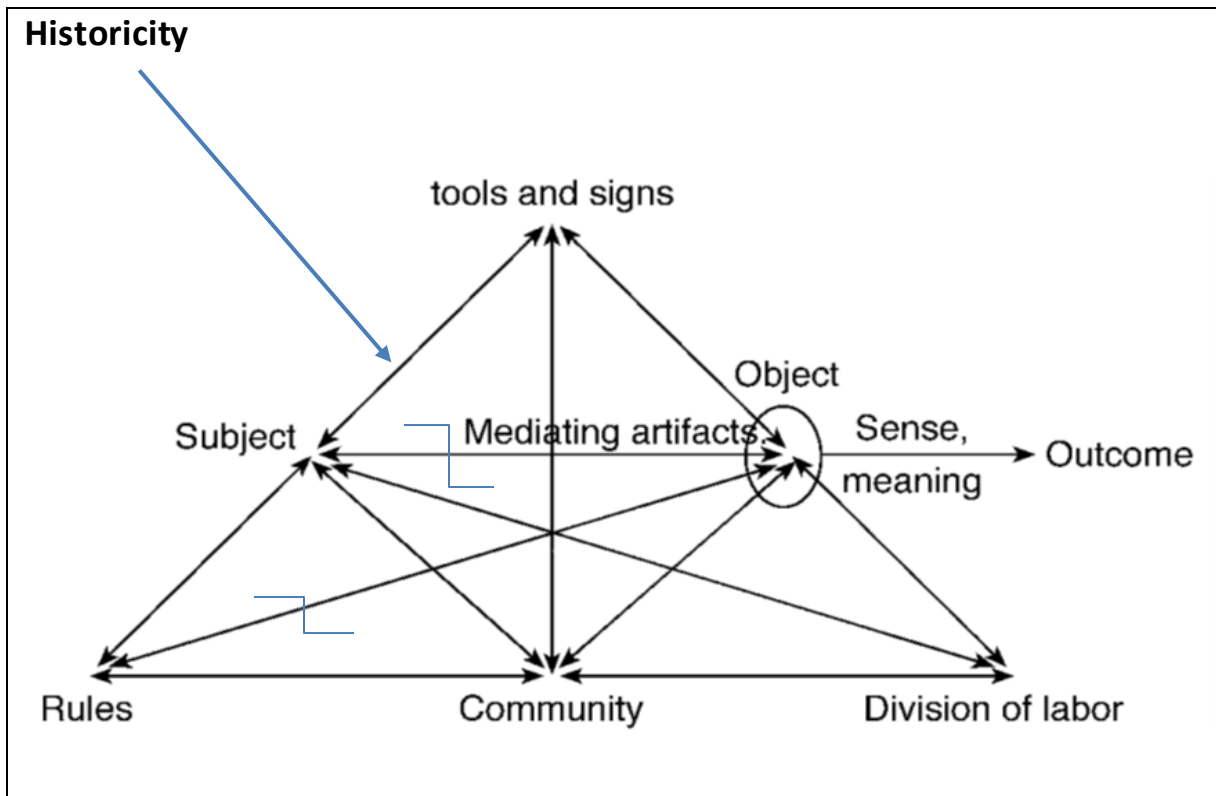 Historicity
tools and signs
Object
Subject
Mediating artifacts.
Sense,
meaning
Outcome
Rules
Community
Division of labor